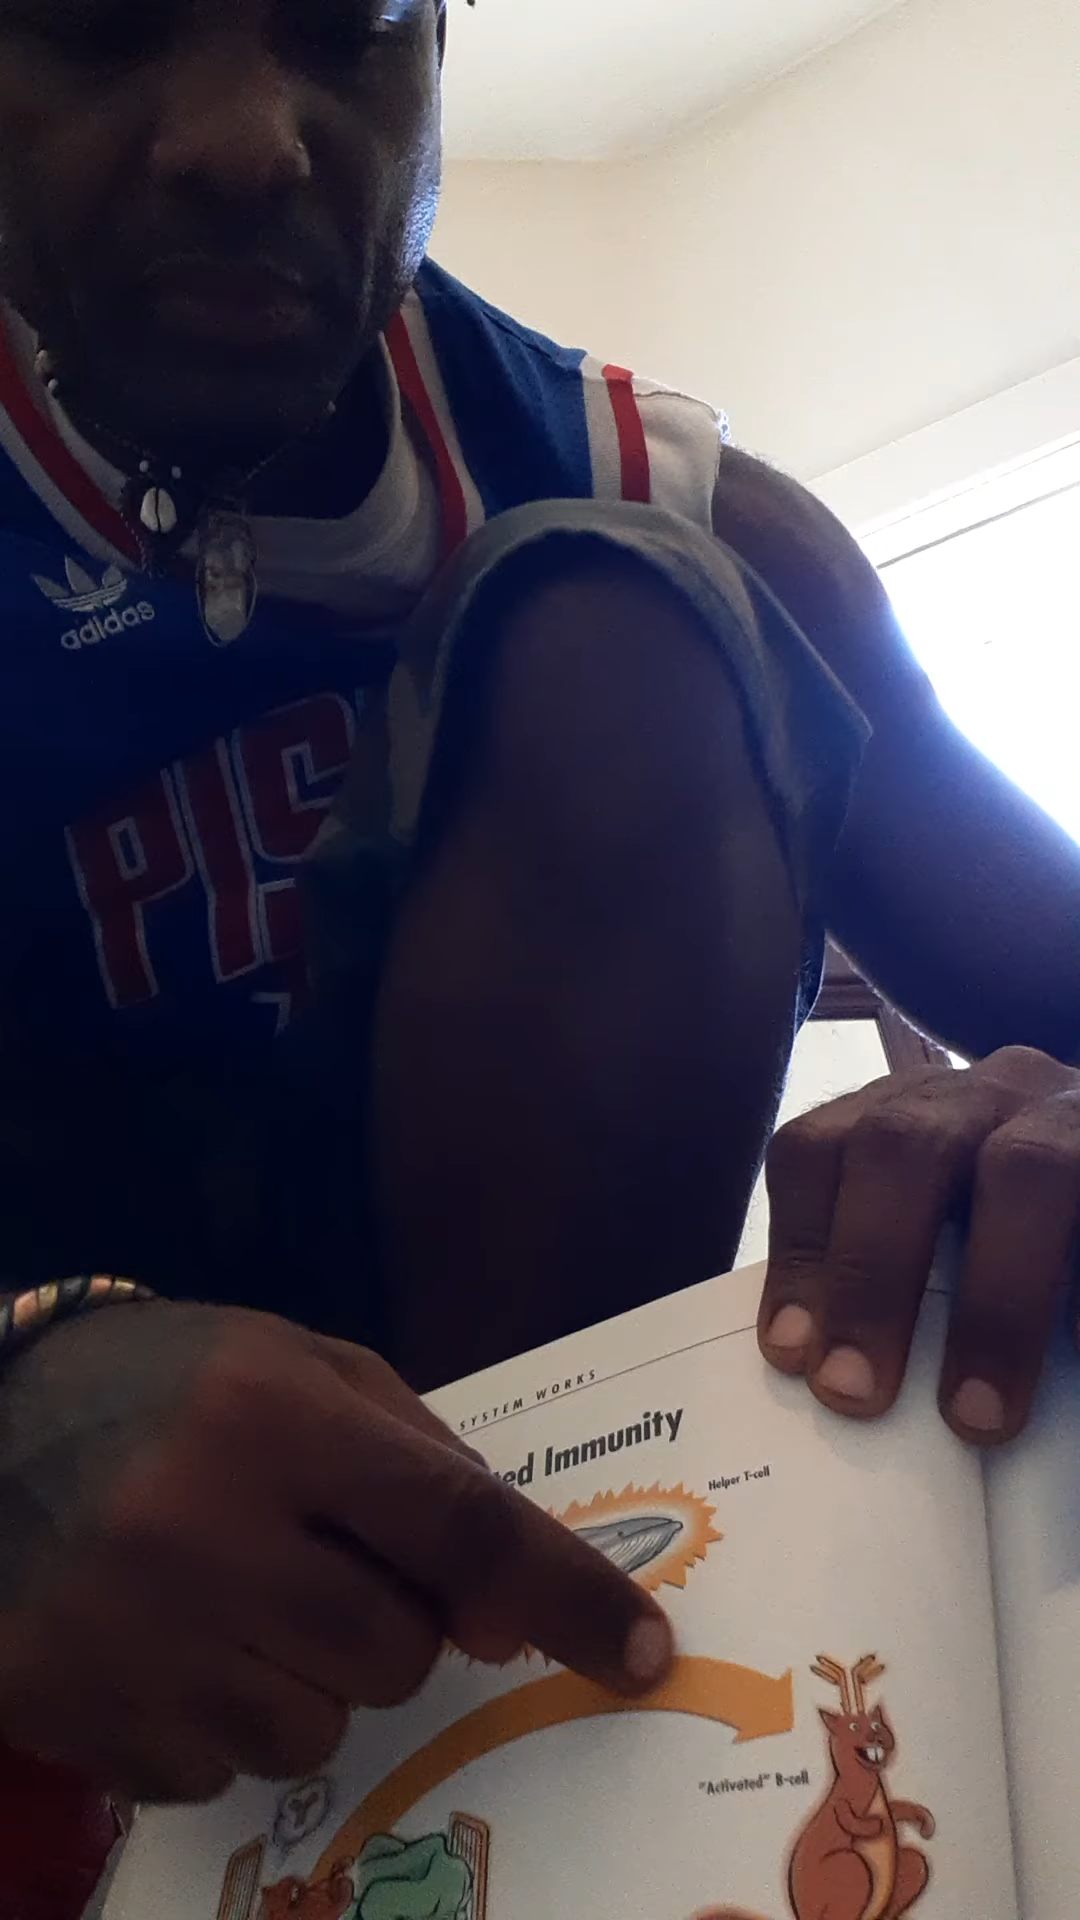 adidas
PIS
SYSTEM WORKS
ed Immunity
Helper T-cell
"Activated" B-cell